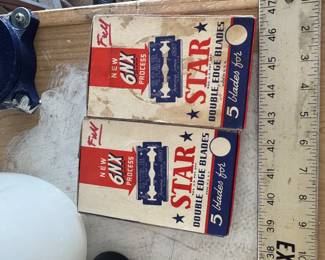 Full
NEW
6NX
PROCESS
STAR
DOUBLE EDGE BLADES
5 blades for
Full
NEW
6NX
PROCESS
STAR
DOUBLE EDGE BLADES
5 blades for
47
46
45
44
43
42
41
40
39
38
EX